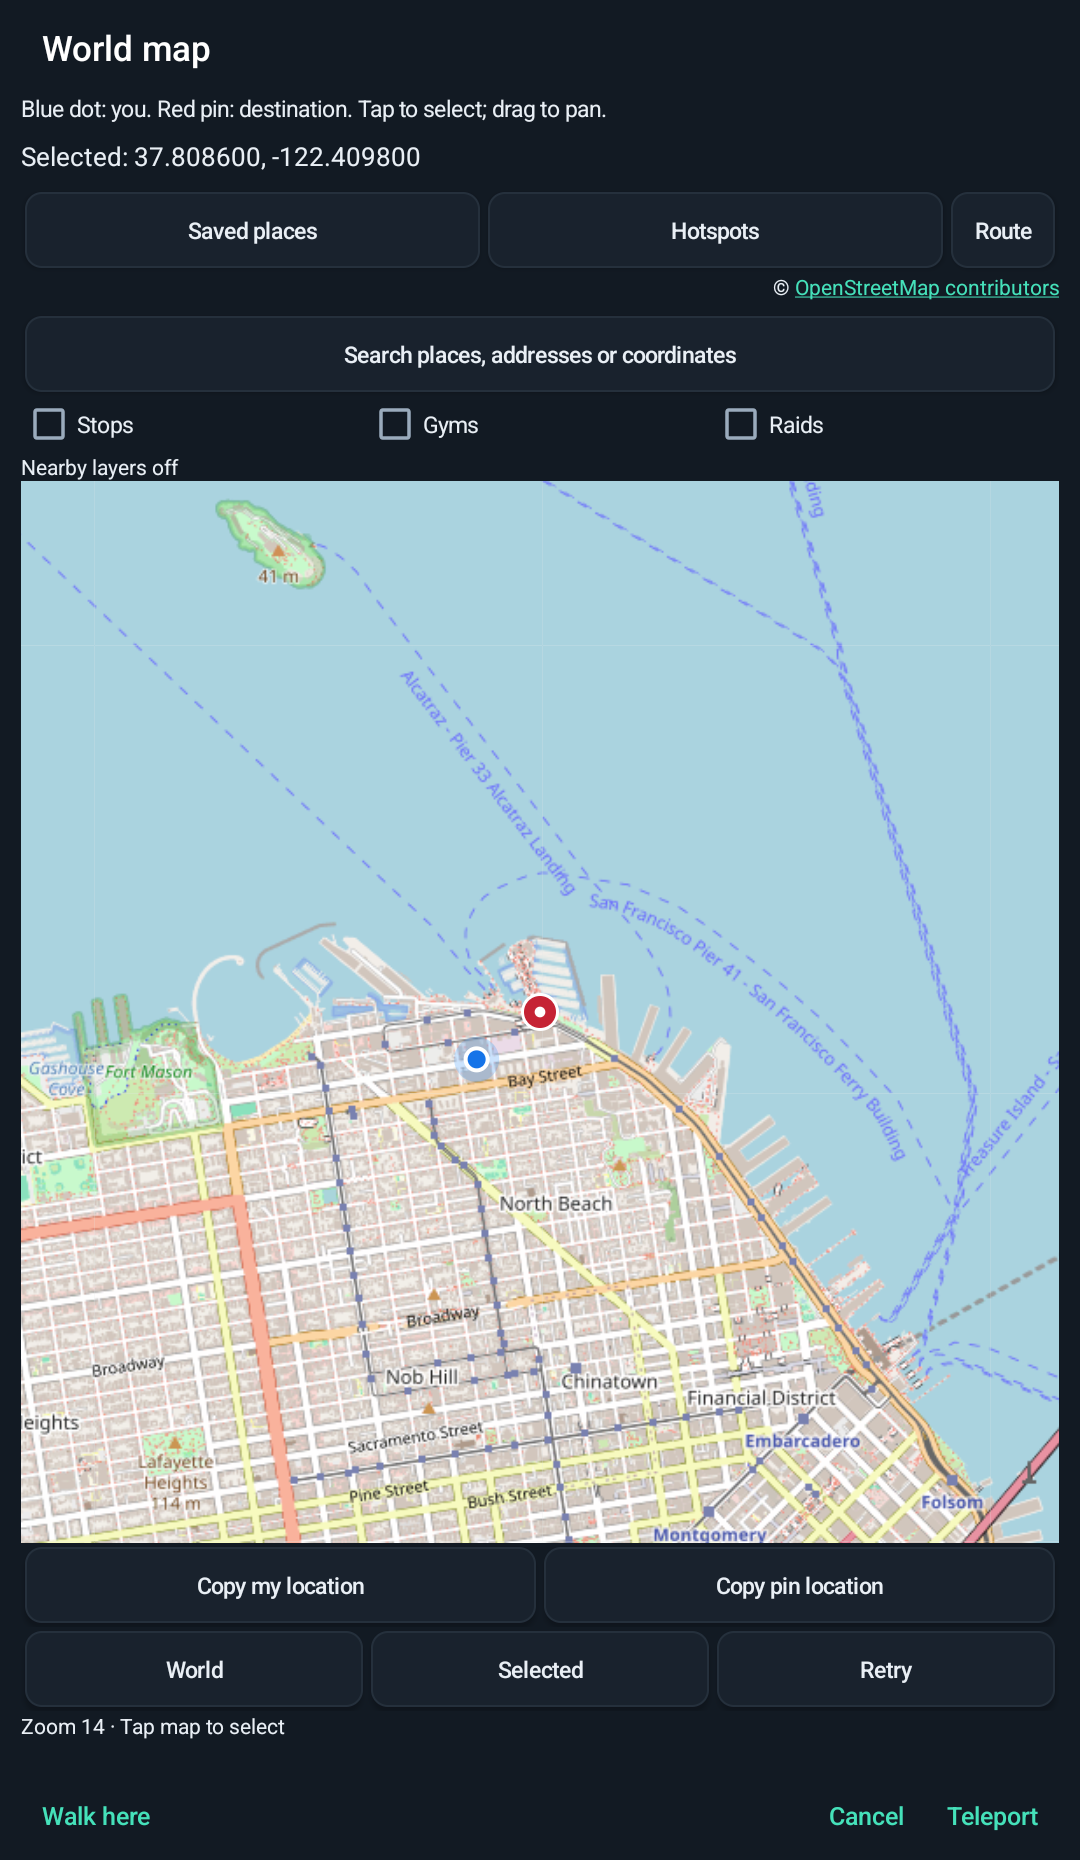 World map
Blue dot: you. Red pin: destination. Tap to select; drag to pan.
Selected: 37.808600, -122.409800
Saved places
Hotspots
Route
© OpenStreetMap contributors
Search places, addresses or coordinates
Stops
Gyms
Raids
Nearby layers off
ding
41 m
Alcatraz - Pier 33 Alcatraz Landing
San Francisco Pier 41 - San Francisco Ferry Building
Gashouse
Cove
Fort Mason
Bay Street
Treasure Island - S
ict
North Beach
Broadway
Broadway
Nob Hill
Chinatown
Financial District
eights
Sacramento Street
Embarcadero
Lafayette
Heights
114 m
Pine Street
Bush Street
Folsom
Montgomery
Copy my location
Copy pin location
World
Selected
Retry
Zoom 14 · Tap map to select
Walk here
Cancel
Teleport